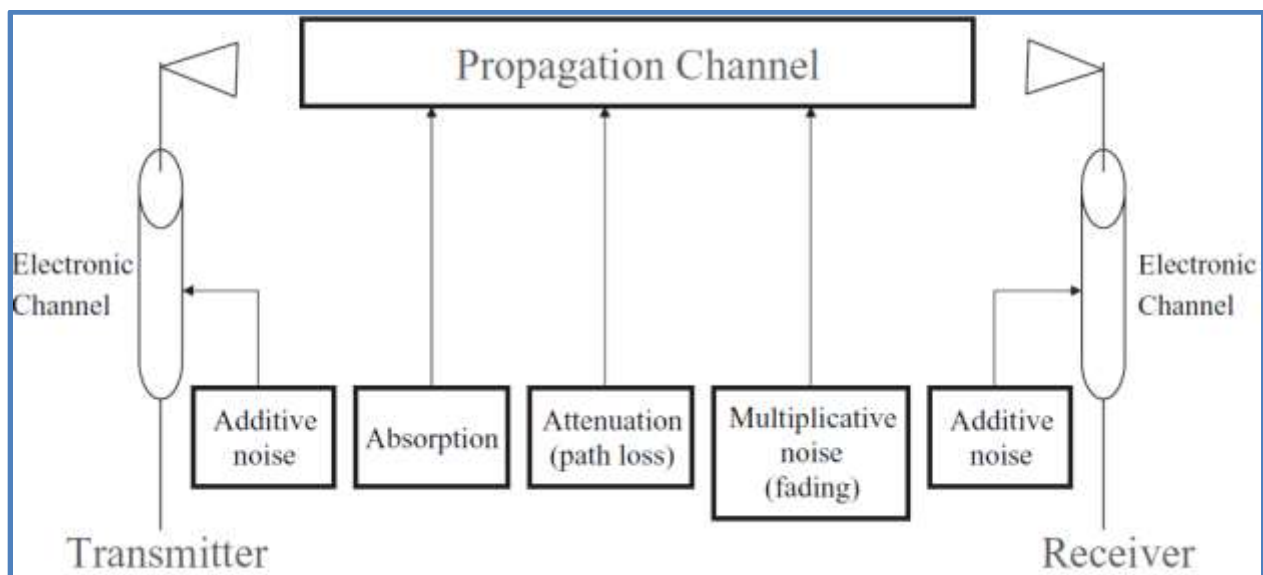 Propagation Channel
Electronic
Channel
Electronic
Channel
Additive
noise
Absorption
Attenuation
(path loss)
Multiplicative
noise
(fading)
Additive
noise
Transmitter
Receiver